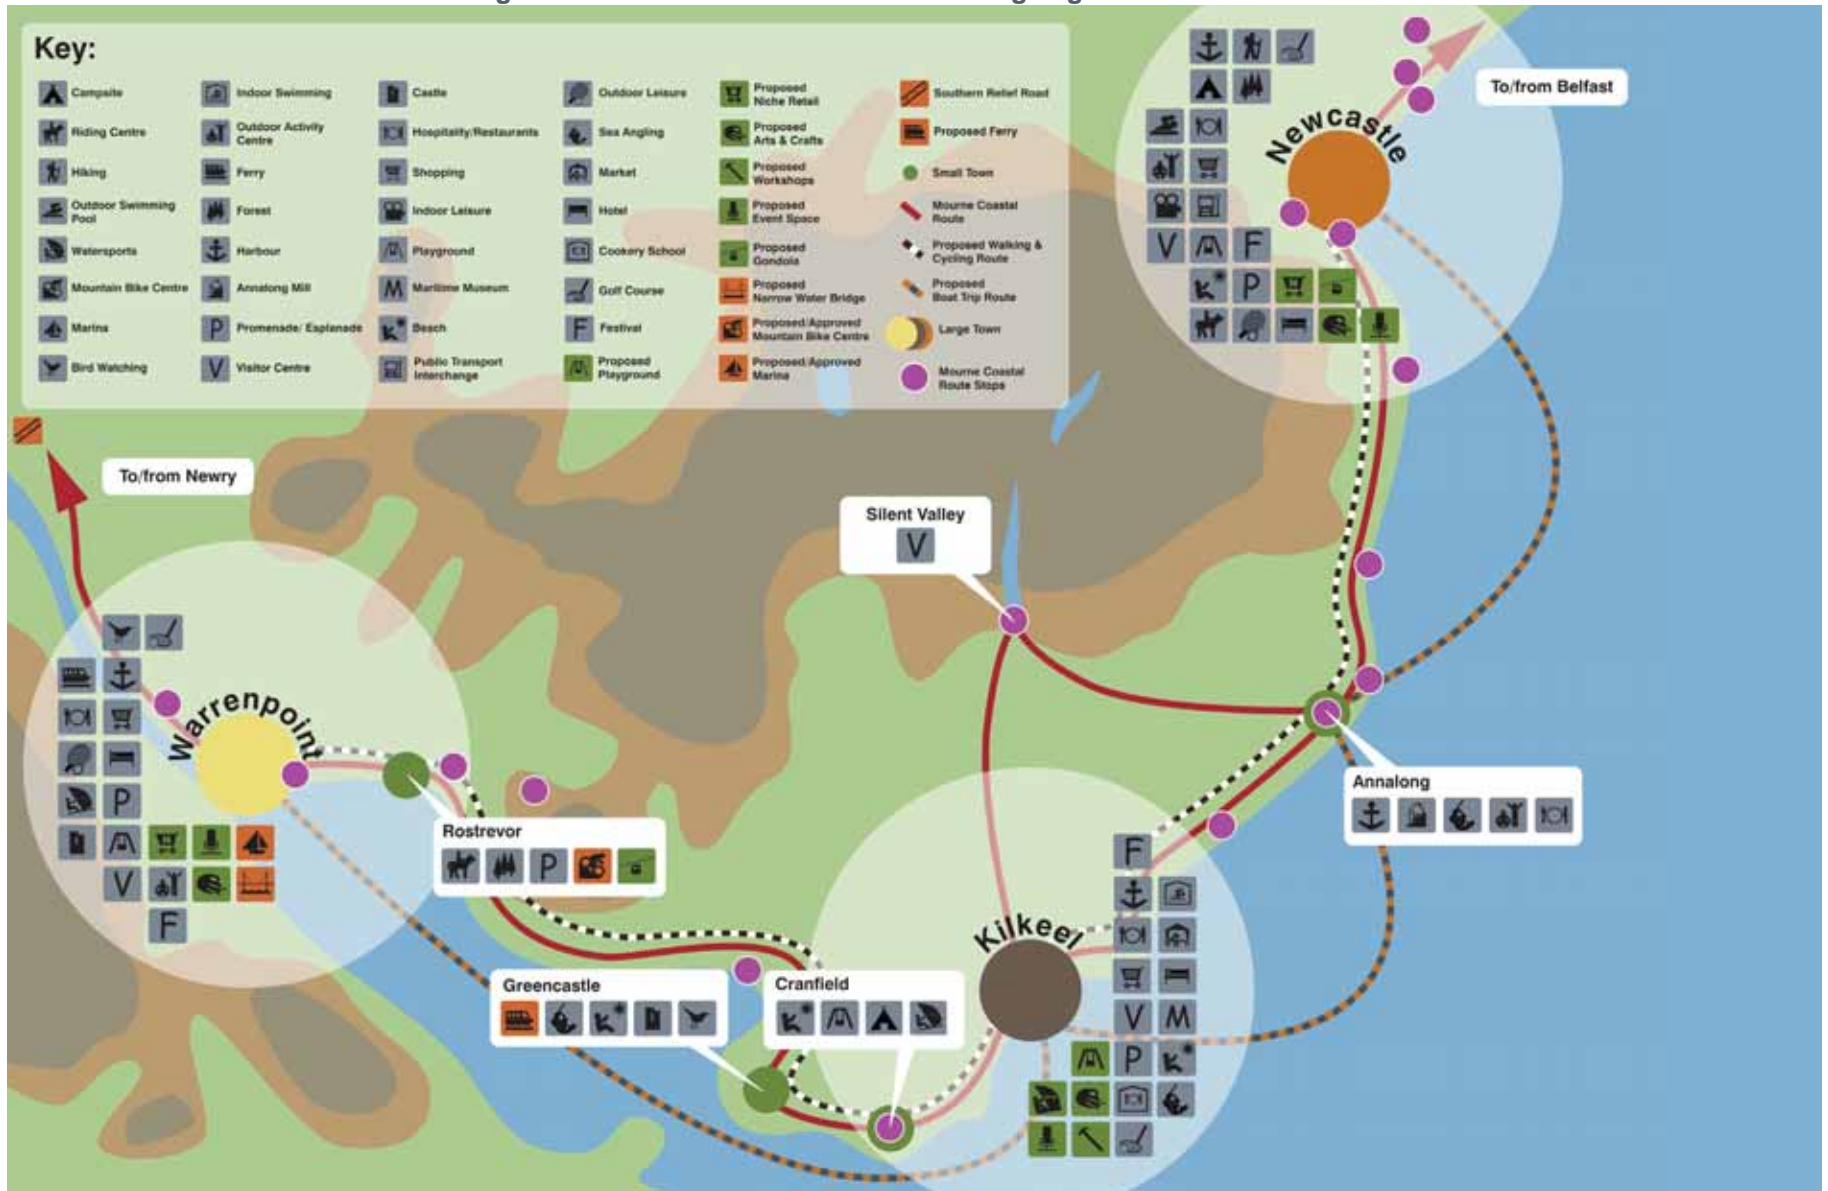 Key:
Campsite
Riding Centre
Hiking
Outdoor Swimming
Pool
Watersports
Mountain Bike Centre
Marina
Bird Watching
Indoor Swimming
Outdoor Activity
Centre
Ferry
Forest
Harbour
Annalong Mill
P
Promenade/ Esplanade
V
Visitor Centre
Castle
Hospitality/Restaurants
Shopping
Indoor Leisure
Playground
M
Maritime Museum
Beach
Public Transport
Interchange
Outdoor Leisure
Sea Angling
Market
Hotel
Cookery School
Golf Course
F
Festival
Proposed
Playground
Proposed
Niche Retail
Proposed
Arts & Crafts
Proposed
Workshops
Proposed
Event Space
Proposed
Gondola
Proposed
Narrow Water Bridge
Proposed/Approved
Mountain Bike Centre
Proposed/Approved
Marina
Southern Relief Road
Proposed Ferry
Small Town
Mourne Coastal
Route
Proposed Walking &
Cycling Route
Proposed
Boat Trip Route
Large Town
Mourne Coastal
Route Stops
To/from Belfast
Newcastle
V F
P
To/from Newry
Silent Valley
V
Warrenpoint
P
V
F
Rostrevor
P
Annalong
Greencastle
Cranfield
Kilkeel
F
V M
P